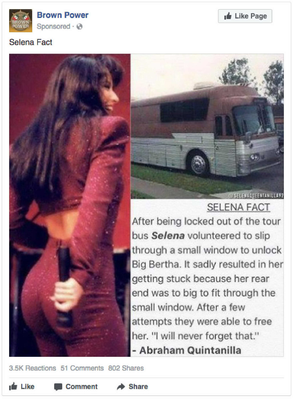 Brown Power
Sponsored ·
Like Page
Selena Fact
SELENA FACT
After being locked out of the tour
bus Selena volunteered to slip
through a small window to unlock
Big Bertha. It sadly resulted in her
getting stuck because her rear
end was to big to fit through the
small window. After a few
attempts they were able to free
her. "I will never forget that."
- Abraham Quintanilla
3.5K Reactions 51 Comments 802 Shares
Like Comment Share